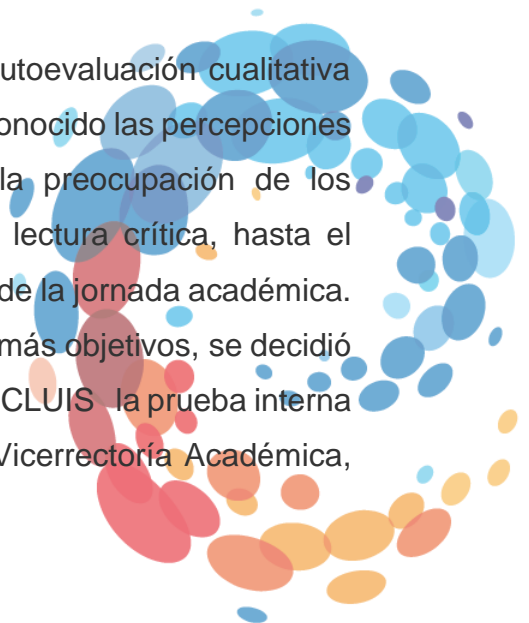 utoevaluación cualitativa
onocido las percepciones
la preocupación de los
lectura crítica, hasta el
de la jornada académica.
más objetivos, se decidió
CLUIS la prueba interna
Vicerrectoría Académica,